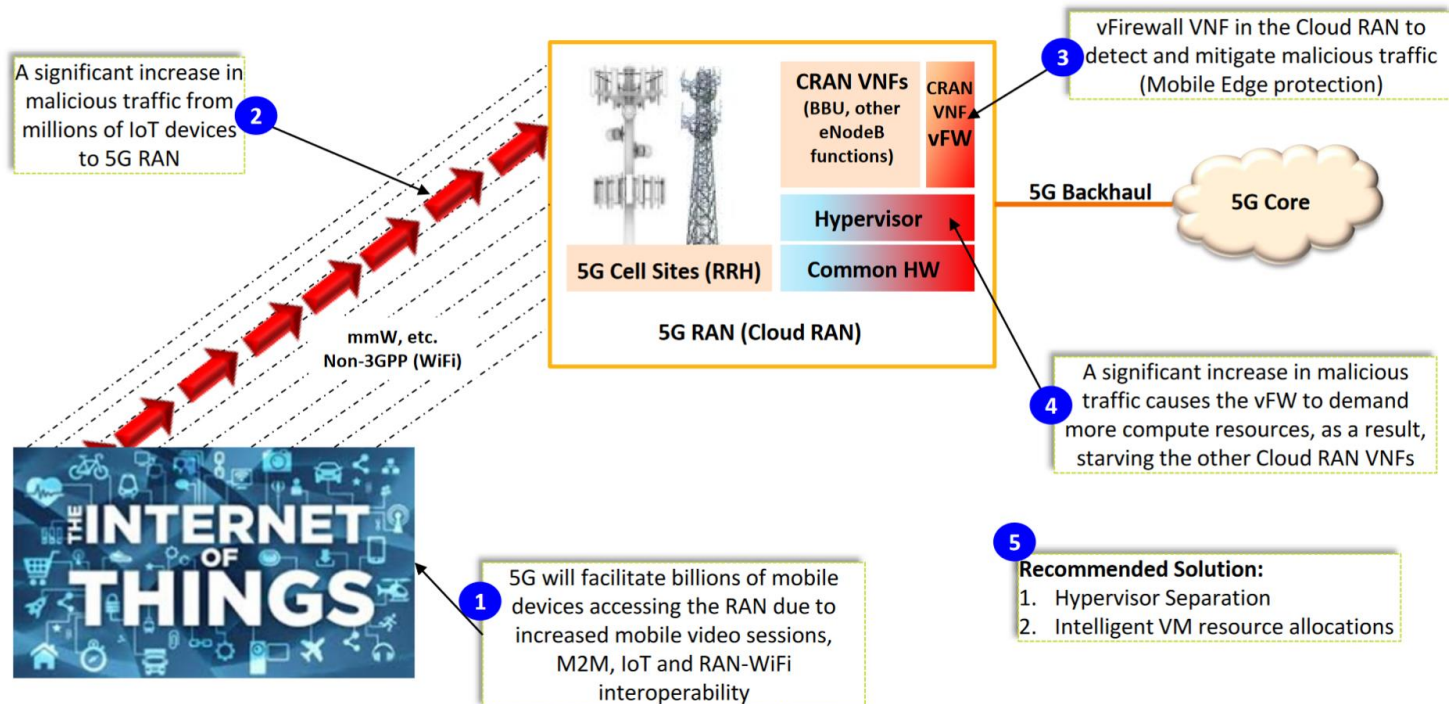 A significant increase in
malicious traffic from
millions of IoT devices
to 5G RAN
2
CRAN VNFs
(BBU, other
eNodeB
functions)
CRAN
VNF
vFW
Hypervisor
Common HW
5G Cell Sites (RRH)
5G RAN (Cloud RAN)
vFirewall VNF in the Cloud RAN to
detect and mitigate malicious traffic
(Mobile Edge protection)
3
5G Backhaul
5G Core
mmW, etc.
Non-3GPP (WiFi)
A significant increase in malicious
traffic causes the vFW to demand
more compute resources, as a result,
starving the other Cloud RAN VNFs
4
THE INTERNET
OF
THINGS
1
5G will facilitate billions of mobile
devices accessing the RAN due to
increased mobile video sessions,
M2M, IoT and RAN-WiFi
interoperability
5
Recommended Solution:
1. Hypervisor Separation
2. Intelligent VM resource allocations